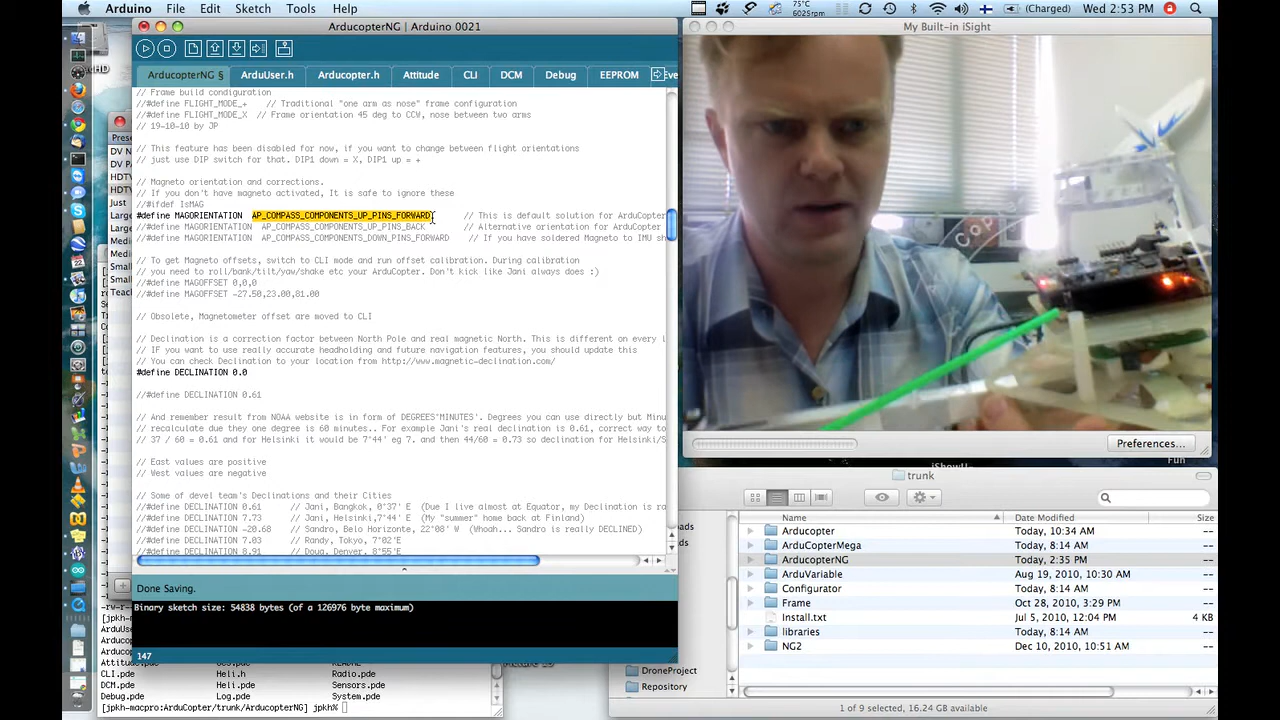 Arduino File Edit Sketch Tools Help
75°C
6025rpm
(Charged) Wed 2:53 PM
ArducopterNG | Arduino 0021
ArducopterNG § ArduUser.h Arducopter.h Attitude CLI DCM Debug EEPROM Eve
// Frame build condiguration
//#define FLIGHT_MODE_+ // Traditional "one arm as nose" frame configuration
//#define FLIGHT_MODE_X // Frame orientation 45 deg to CCW, nose between two arms
// 19-10-10 by JP
// This feature has been disabled for now, if you want to change between flight orientations
// just use DIP switch for that. DIP1 down = X, DIP1 up = +
// Magneto orientation and corrections.
// If you don't have magneto activated, It is safe to ignore these
//#ifdef IsMAG
#define MAGORIENTATION AP_COMPASS_COMPONENTS_UP_PINS_FORWARD // This is default solution for ArduCopter
//#define MAGORIENTATION AP_COMPASS_COMPONENTS_UP_PINS_BACK // Alternative orientation for ArduCopter
//#define MAGORIENTATION AP_COMPASS_COMPONENTS_DOWN_PINS_FORWARD // If you have soldered Magneto to IMU sh
// To get Magneto offsets, switch to CLI mode and run offset calibration. During calibration
// you need to roll/bank/tilt/yaw/shake etc your ArduCopter. Don't kick like Jani always does :)
//#define MAGOFFSET 0,0,0
//#define MAGOFFSET -27.50,23.00,81.00
// Obsolete, Magnetometer offset are moved to CLI
// Declination is a correction factor between North Pole and real magnetic North. This is different on every l
// IF you want to use really accurate headholding and future navigation features, you should update this
// You can check Declination to your location from http://www.magnetic-declination.com/
#define DECLINATION 0.0
//#define DECLINATION 0.61
// And remember result from NOAA website is in form of DEGREES°MINUTES'. Degrees you can use directly but Minu
// recalculate due they one degree is 60 minutes.. For example Jani's real declination is 0.61, correct way to
// 37 / 60 = 0.61 and for Helsinki it would be 7°44' eg 7. and then 44/60 = 0.73 so declination for Helsinki/S
// East values are positive
// West values are negative
// Some of devel team's Declinations and their Cities
//#define DECLINATION 0.61 // Jani, Bangkok, 0°37' E (Due I live almost at Equator, my Declination is ra
//#define DECLINATION 7.73 // Jani, Helsinki,7°44' E (My "summer" home back at Finland)
//#define DECLINATION -20.68 // Sandro, Belo Horizonte, 22°08' W (Whoah... Sandro is really DECLINED)
//#define DECLINATION 7.03 // Randy, Tokyo, 7°02'E
//#define DECLINATION 8.91 // Doug, Denver, 8°55'E
Done Saving.
Binary sketch size: 54838 bytes (of a 126976 byte maximum)
147
My Built-in iSight
Preferences...
Fun
trunk
Name Date Modified Size
Arducopter Today, 10:34 AM --
ArduCopterMega Today, 8:14 AM --
ArducopterNG Today, 2:35 PM --
ArduVariable Aug 19, 2010, 10:30 AM --
Configurator Today, 8:14 AM --
Frame Oct 28, 2010, 3:29 PM --
Install.txt Jul 5, 2010, 12:04 PM 4 KB
libraries Today, 8:14 AM --
NG2 Dec 10, 2010, 10:51 AM --
DroneProject
Repository
1 of 9 selected, 16.24 GB available
Attitude.pde README
CLI.pde Heli.h Radio.pde
DCM.pde Heli.pde Sensors.pde
Debug.pde Log.pde System.pde
[jpkh-macpro:ArduCopter/trunk/ArducopterNG] jpkh%